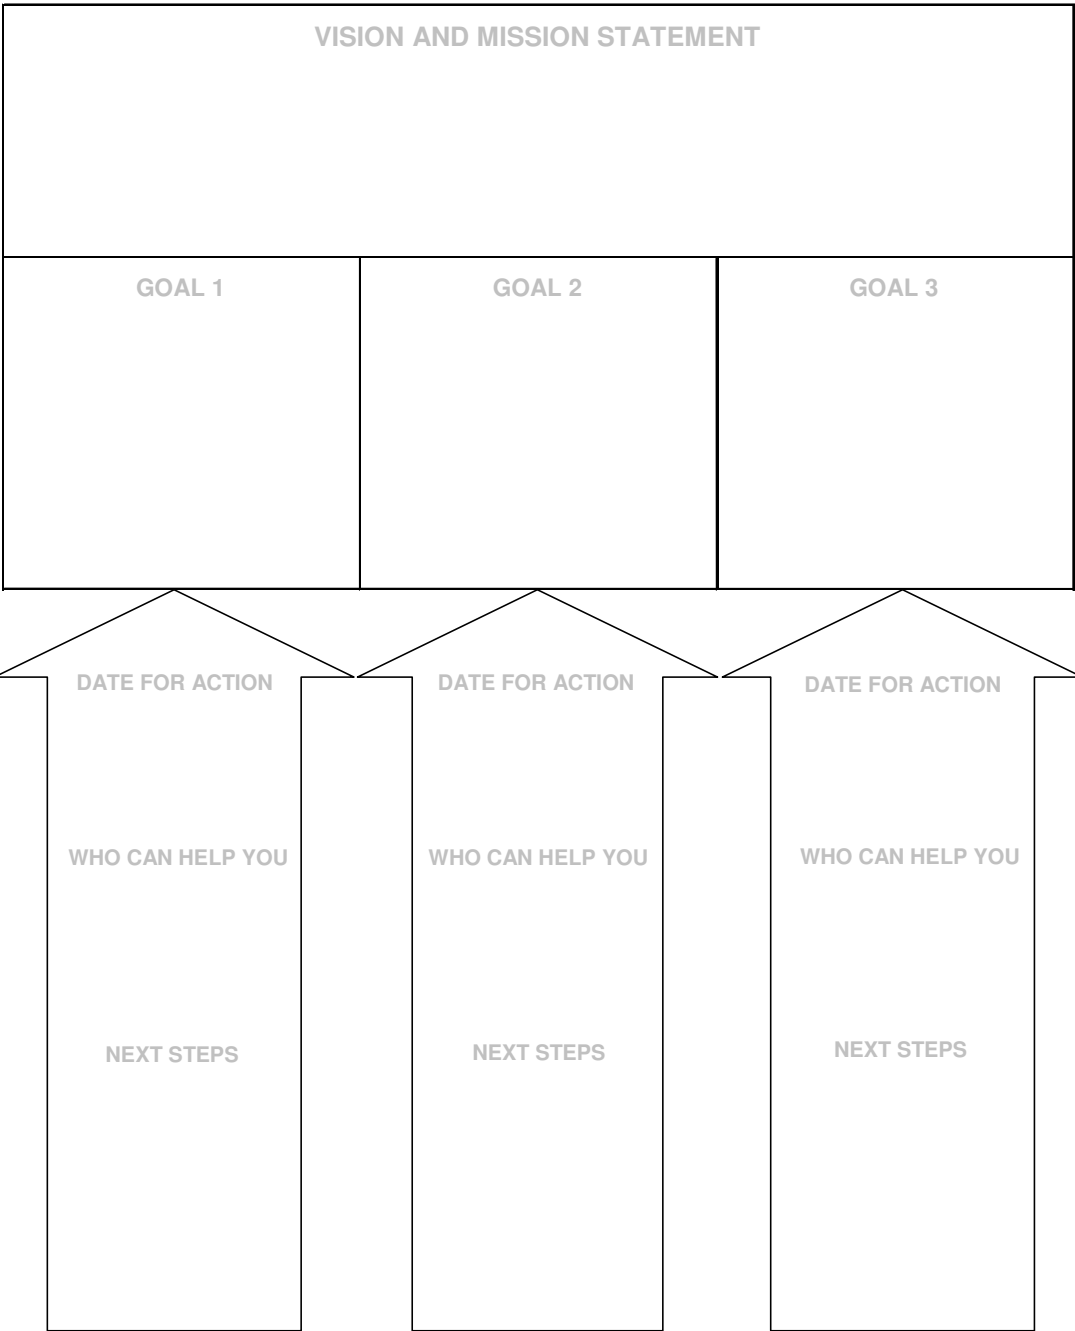 VISION AND MISSION STATEMENT
GOAL 1
GOAL 2
GOAL 3
DATE FOR ACTION
DATE FOR ACTION
DATE FOR ACTION
WHO CAN HELP YOU
WHO CAN HELP YOU
WHO CAN HELP YOU
NEXT STEPS
NEXT STEPS
NEXT STEPS